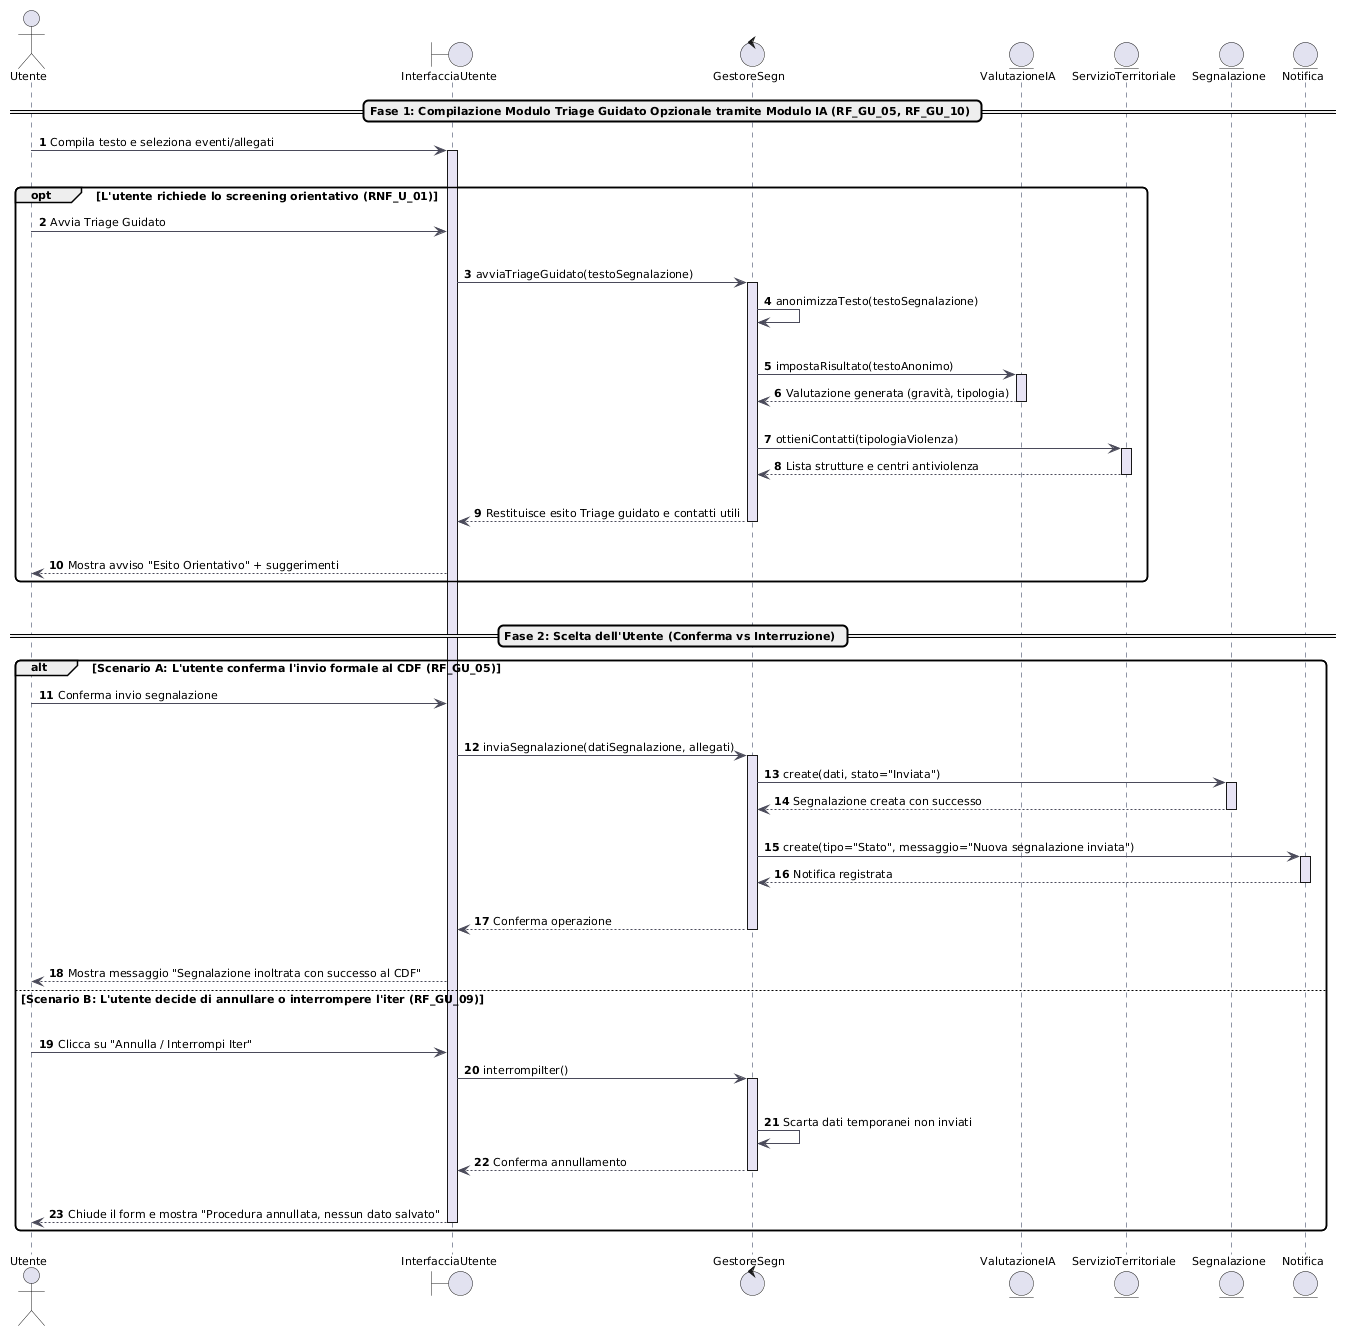 Utente
InterfacciaUtente
GestoreSegn
ValutazioneIA
ServizioTerritoriale
Segnalazione
Notifica
Fase 1: Compilazione Modulo Triage Guidato Opzionale tramite Modulo IA (RF_GU_05, RF_GU_10)
1 Compila testo e seleziona eventi/allegati
opt [L'utente richiede lo screening orientativo (RNF_U_01)]
2 Avvia Triage Guidato
3 avviaTriageGuidato(testoSegnalazione)
4 anonimizzaTesto(testoSegnalazione)
5 impostaRisultato(testoAnonimo)
6 Valutazione generata (gravità, tipologia)
7 ottieniContatti(tipologiaViolenza)
8 Lista strutture e centri antiviolenza
9 Restituisce esito Triage guidato e contatti utili
10 Mostra avviso "Esito Orientativo" + suggerimenti
Fase 2: Scelta dell'Utente (Conferma vs Interruzione)
alt [Scenario A: L'utente conferma l'invio formale al CDF (RF_GU_05)]
11 Conferma invio segnalazione
12 inviaSegnalazione(datiSegnalazione, allegati)
13 create(dati, stato="Inviata")
14 Segnalazione creata con successo
15 create(tipo="Stato", messaggio="Nuova segnalazione inviata")
16 Notifica registrata
17 Conferma operazione
18 Mostra messaggio "Segnalazione inoltrata con successo al CDF"
[Scenario B: L'utente decide di annullare o interrompere l'iter (RF_GU_09)]
19 Clicca su "Annulla / Interrompi Iter"
20 interrompiIter()
21 Scarta dati temporanei non inviati
22 Conferma annullamento
23 Chiude il form e mostra "Procedura annullata, nessun dato salvato"
Utente
InterfacciaUtente
GestoreSegn
ValutazioneIA
ServizioTerritoriale
Segnalazione
Notifica